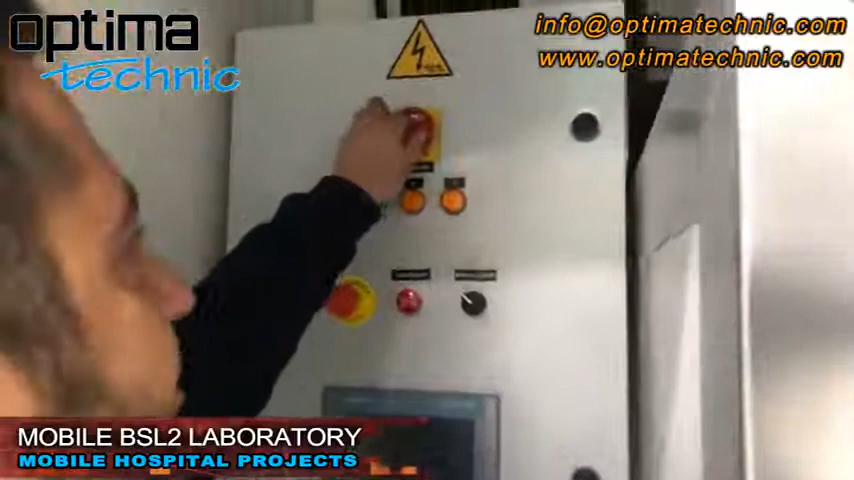 Optima
technic
info@optimatechnic.com
www.optimatechnic.com
MOBILE BSL2 LABORATORY
MOBILE HOSPITAL PROJECTS